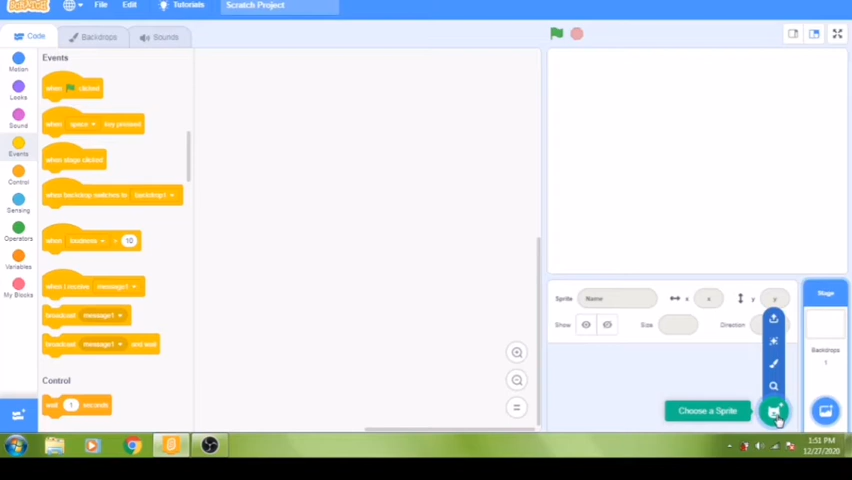 SCRATCH
File Edit Tutorials Scratch Project
Code Backdrops Sounds
Motion
Looks
Sound
Events
Control
Sensing
Operators
Variables
My Blocks
Events
when clicked
when space key pressed
when stage clicked
when backdrop switches to backdrop1
when loudness > 10
when I receive message1
broadcast message1
broadcast message1 and wait
Control
wait 1 seconds
Sprite Name x x y y
Show Size Direction
Stage
Backdrops
1
Choose a Sprite
1:51 PM
12/27/2020